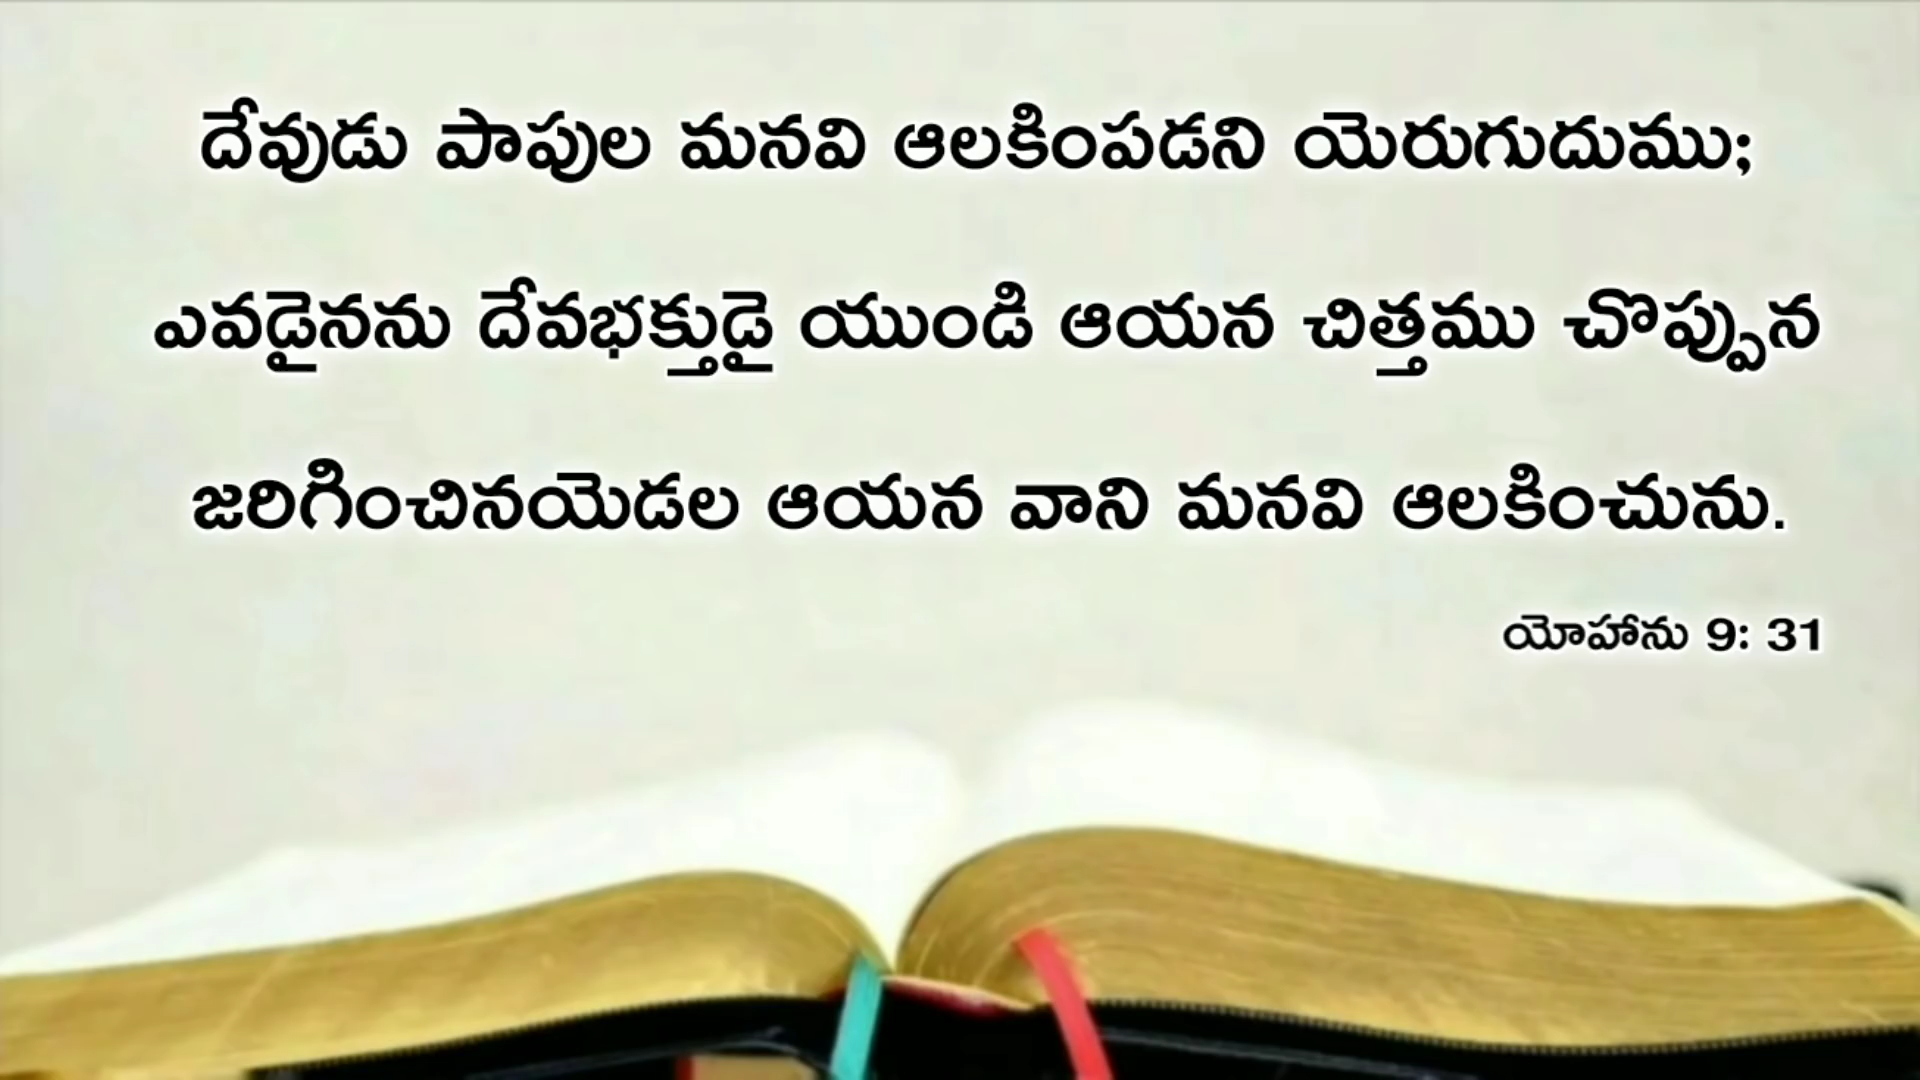 దేవుడు పాపుల మనవి ఆలకింపడని యెరుగుదుము;
ఎవడైనను దేవభక్తుడై యుండి ఆయన చిత్తము చొప్పున
జరిగించినయెడల ఆయన వాని మనవి ఆలకించును.
యోహాను 9: 31